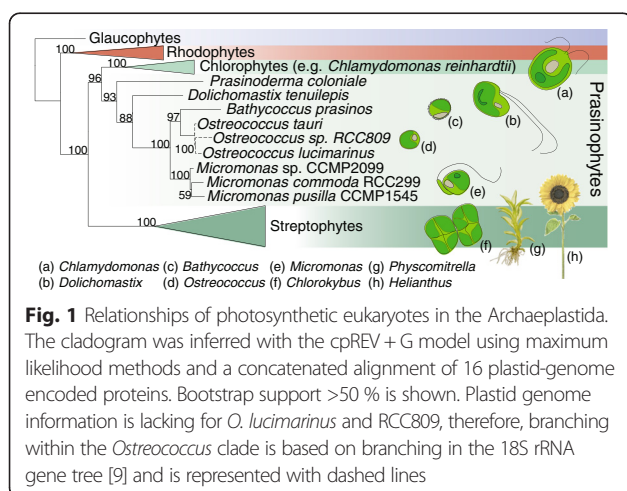 Glaucophytes
100
Rhodophytes
100
Chlorophytes (e.g. Chlamydomonas reinhardtii)
96
Prasinoderma coloniale
93
Dolichomastix tenuilepis
88
Bathycoccus prasinos
97
Ostreococcus tauri
100
Ostreococcus sp. RCC809
100
Ostreococcus lucimarinus
100
Micromonas sp. CCMP2099
100
Micromonas commoda RCC299
59
Micromonas pusilla CCMP1545
100
Streptophytes
Prasinophytes
(a)
(b)
(c)
(d)
(e)
(f)
(g)
(h)
(a) Chlamydomonas (c) Bathycoccus (e) Micromonas (g) Physcomitrella
(b) Dolichomastix (d) Ostreococcus (f) Chlorokybus (h) Helianthus
Fig. 1 Relationships of photosynthetic eukaryotes in the Archaeplastida.
The cladogram was inferred with the cpREV + G model using maximum
likelihood methods and a concatenated alignment of 16 plastid-genome
encoded proteins. Bootstrap support >50 % is shown. Plastid genome
information is lacking for O. lucimarinus and RCC809, therefore, branching
within the Ostreococcus clade is based on branching in the 18S rRNA
gene tree [9] and is represented with dashed lines